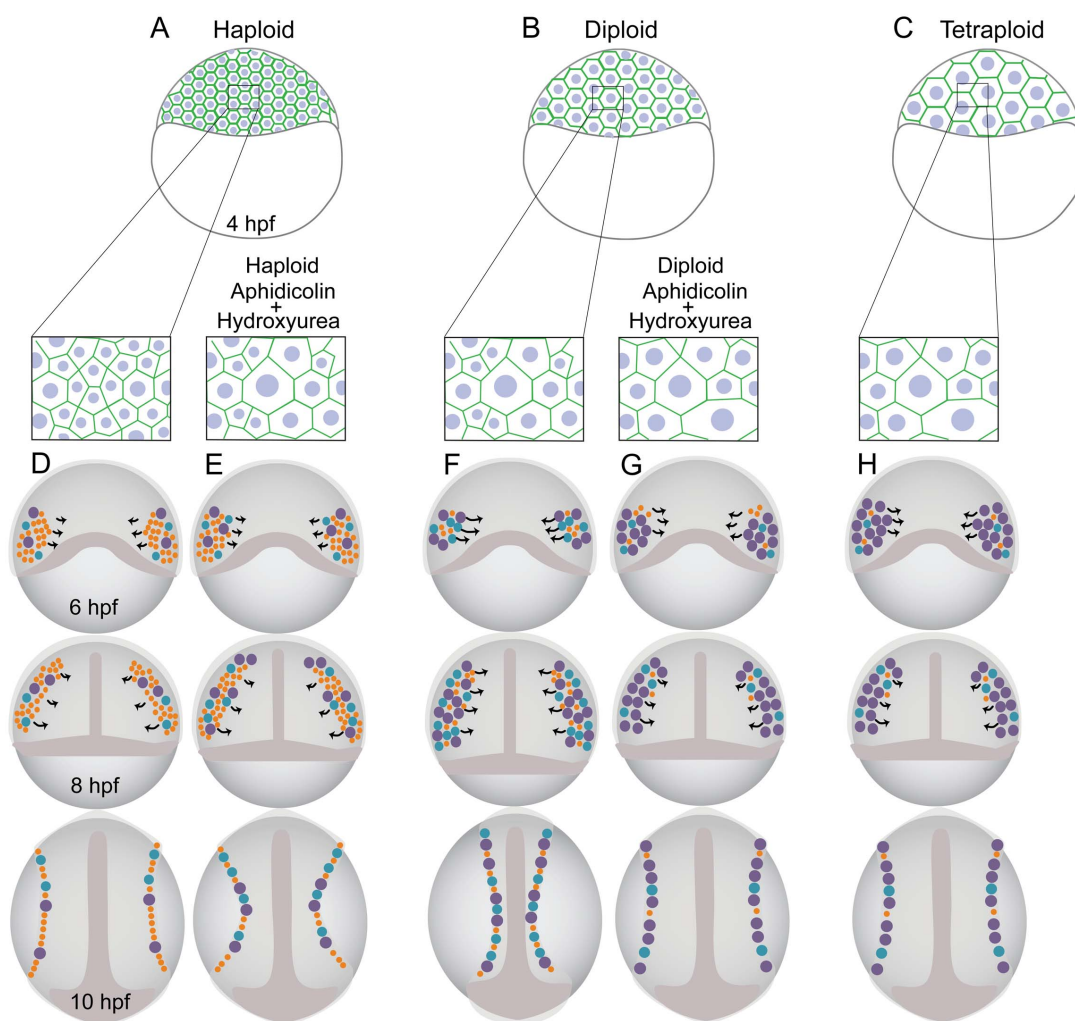 A Haploid
B Diploid
C Tetraploid
4 hpf
Haploid
Aphidicolin
+
Hydroxyurea
Diploid
Aphidicolin
+
Hydroxyurea
D
E
F
G
H
6 hpf
8 hpf
10 hpf